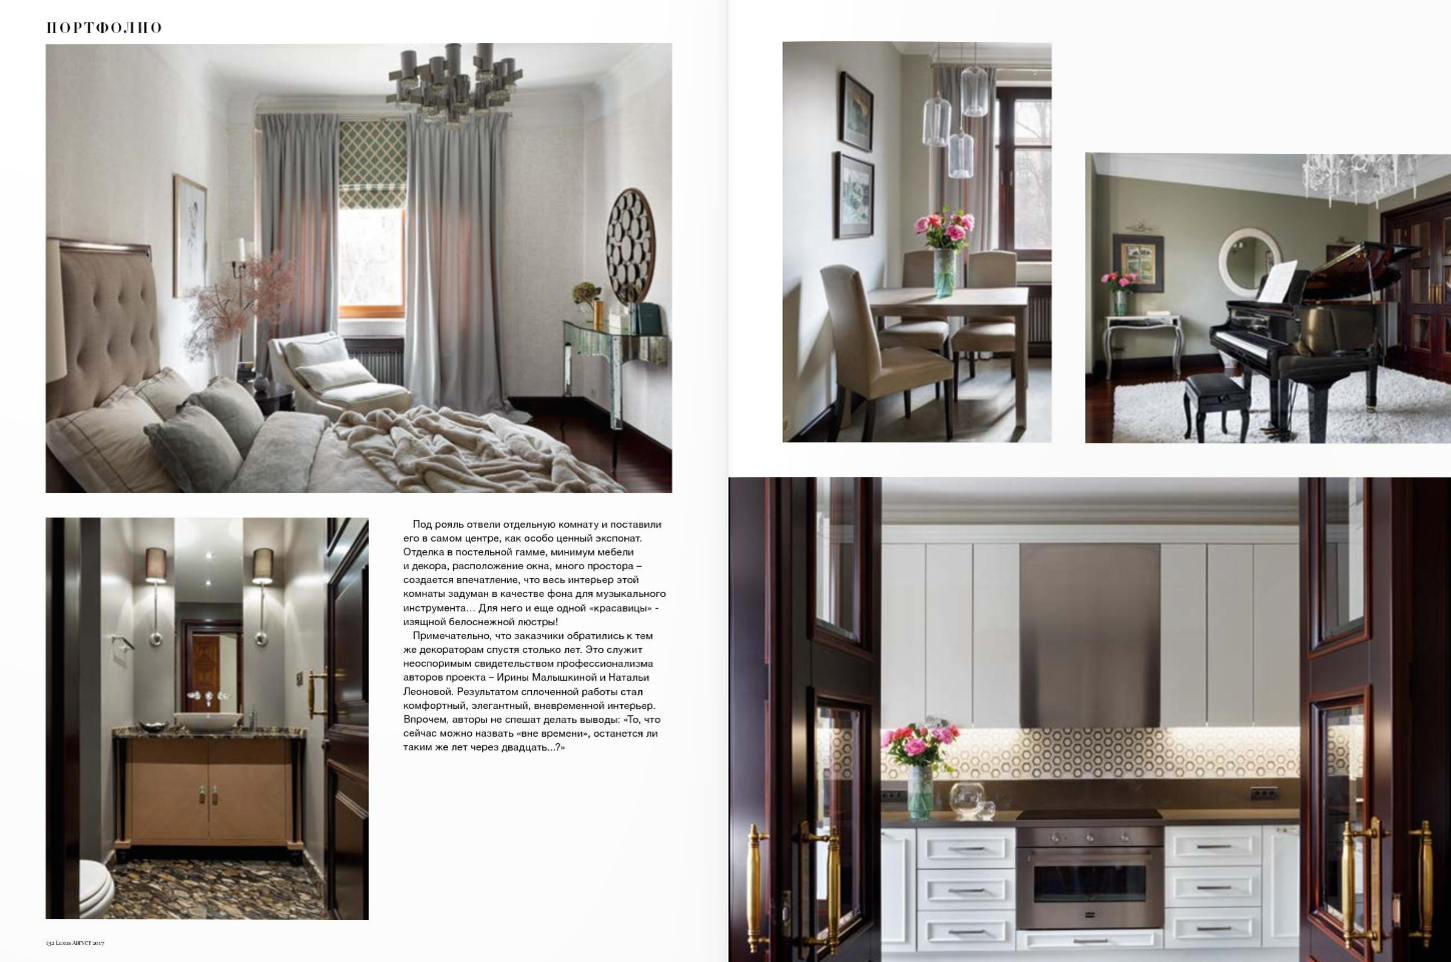 ПОРТФОЛИО
Под рояль отвели отдельную комнату и поставили
его в самом центре, как особо ценный экспонат.
Отделка в постельной гамме, минимум мебели
и декора, расположение окна, много простора –
создается впечатление, что весь интерьер этой
комнаты задуман в качестве фона для музыкального
инструмента… Для него и еще одной «красавицы» -
изящной белоснежной люстры!
Примечательно, что заказчики обратились к тем
же декораторам спустя столько лет. Это служит
неоспоримым свидетельством профессионализма
авторов проекта – Ирины Малышкиной и Натальи
Леоновой. Результатом сплоченной работы стал
комфортный, элегантный, вневременной интерьер.
Впрочем, авторы не спешат делать выводы: «То, что
сейчас можно назвать «вне времени», останется ли
таким же лет через двадцать...?»
132 Luxus АВГУСТ 2017